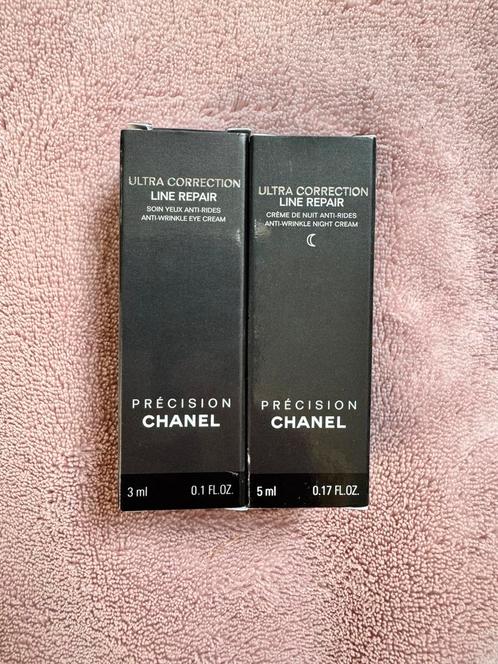 ULTRA CORRECTION
LINE REPAIR
SOIN YEUX ANTI-RIDES
ANTI-WRINKLE EYE CREAM
PRÉCISION
CHANEL
3 ml 0.1 FL.OZ.
ULTRA CORRECTION
LINE REPAIR
CRÈME DE NUIT ANTI-RIDES
ANTI-WRINKLE NIGHT CREAM
PRÉCISION
CHANEL
5 ml 0.17 FL.OZ.